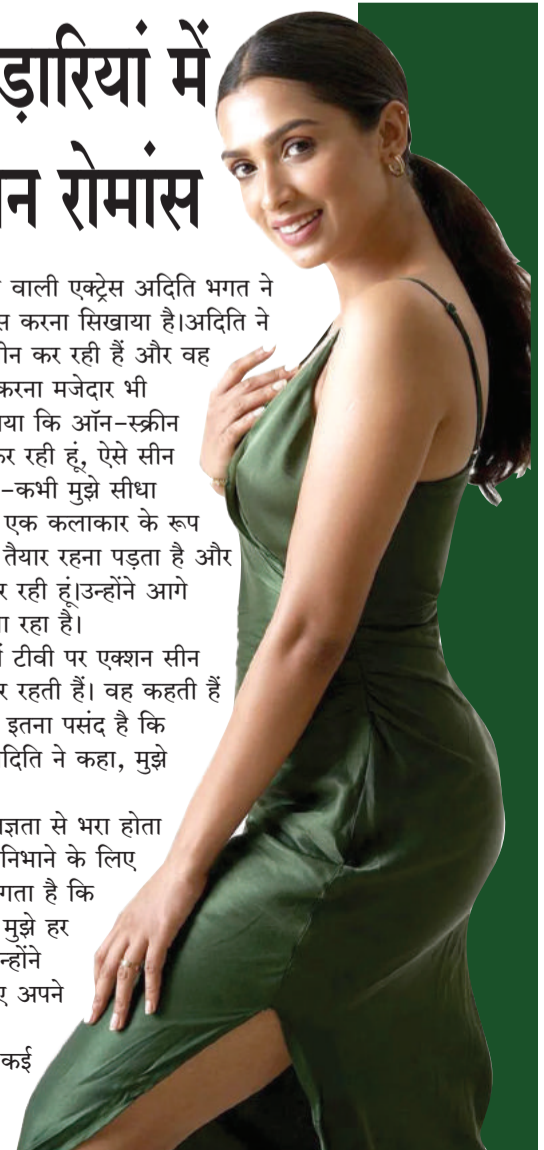 ड़ारियां में
न रोमांस
वाली एक्ट्रेस अदिति भगत ने
स करना सिखाया है।अदिति ने
ीन कर रही हैं और वह
करना मजेदार भी
या कि ऑन-स्क्रीन
र रही हूं, ऐसे सीन
-कभी मुझे सीधा
एक कलाकार के रूप
तैयार रहना पड़ता है और
र रही हूं।उन्होंने आगे
ा रहा है।
टीवी पर एक्शन सीन
र रहती हैं। वह कहती हैं
इतना पसंद है कि
दिति ने कहा, मुझे
ज्ञता से भरा होता
निभाने के लिए
गता है कि
मुझे हर
न्होंने
अपने
कई